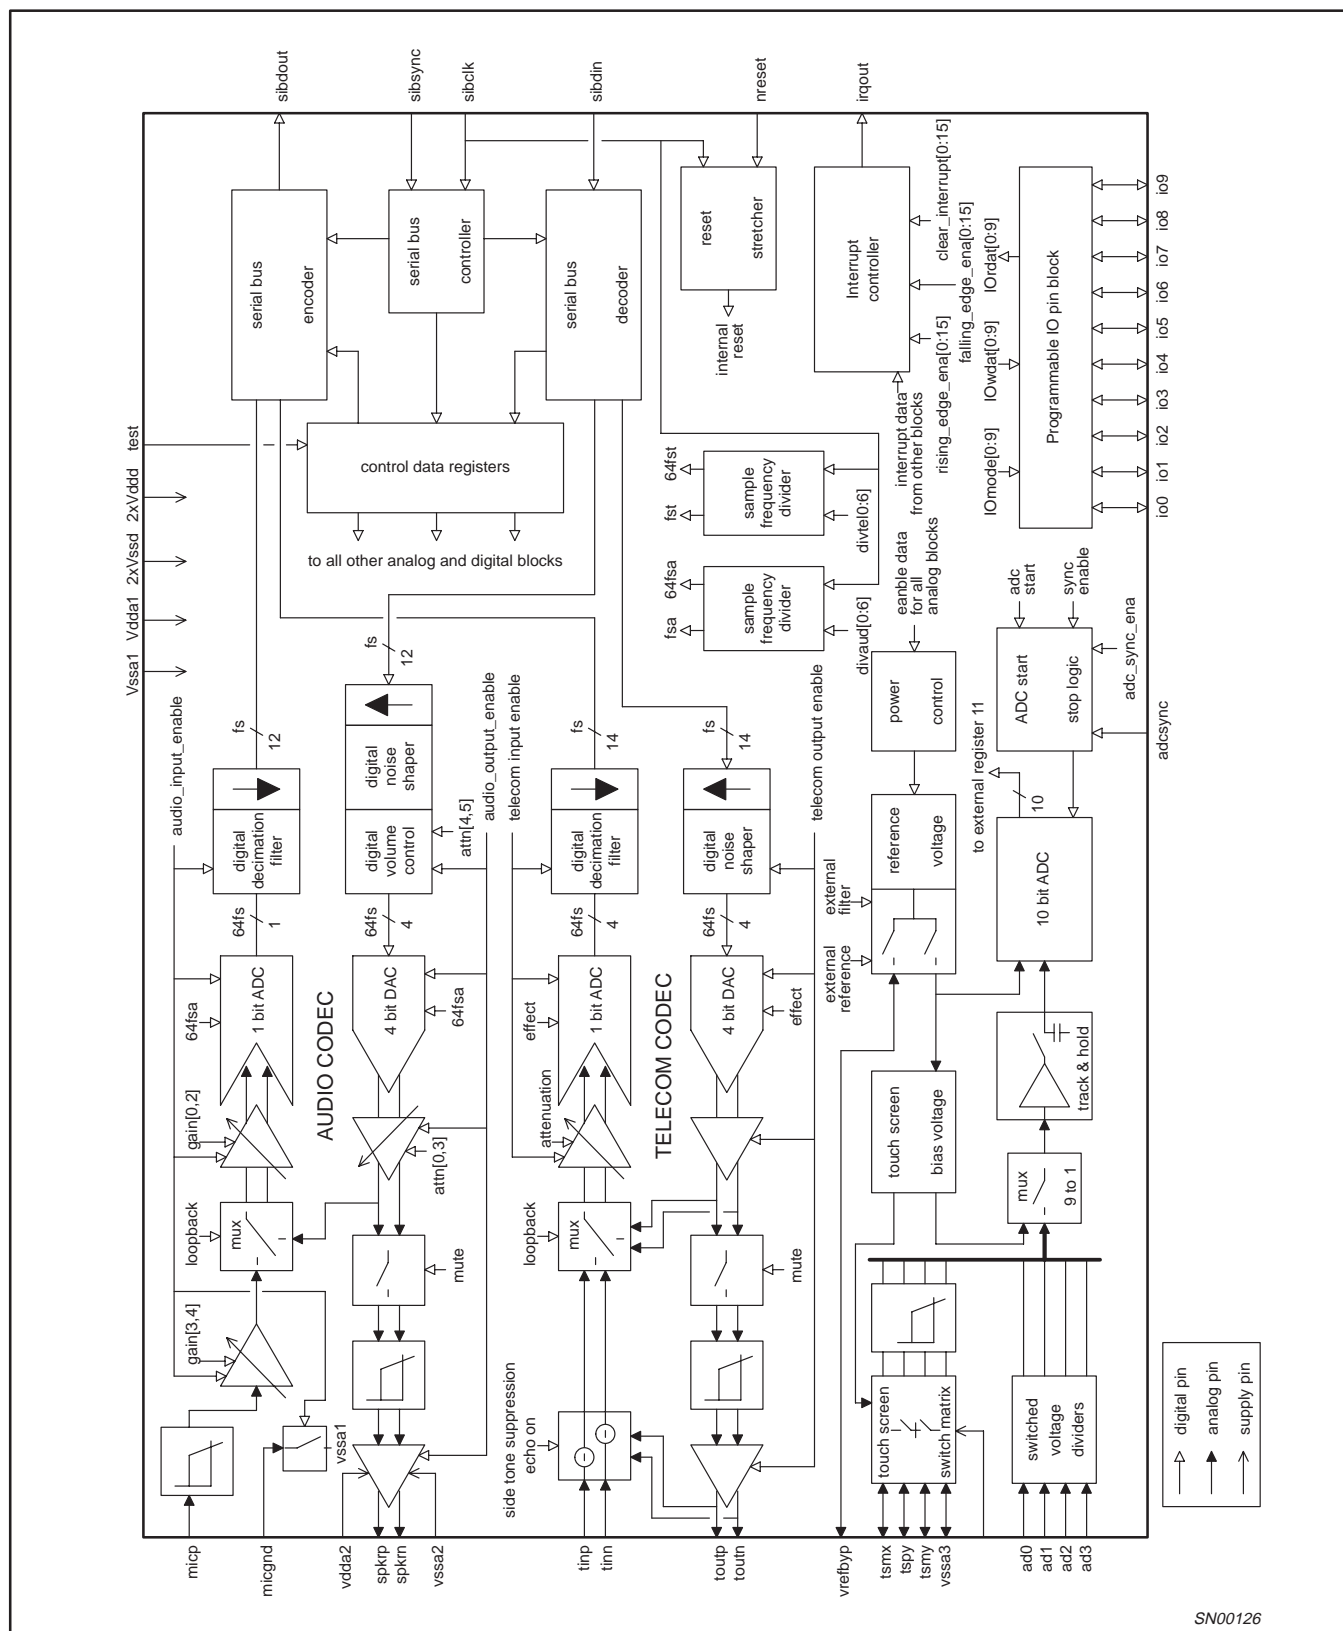 sibdout
sibsync
sibclk
sibdin
nreset
irqout
serial bus
encoder
serial bus
controller
serial bus
decoder
reset
stretcher
internal
reset
Interrupt
controller
clear_interrupt[0:15]
falling_edge_ena[0:15]
rising_edge_ena[0:15]
interrupt data
from other blocks
IOrdat[0:9]
IOwdat[0:9]
IOmode[0:9]
Programmable IO pin block
io9
io8
io7
io6
io5
io4
io3
io2
io1
io0
test
2xVddd
2xVssd
Vdda1
Vssa1
control data registers
to all other analog and digital blocks
64fst
fst
sample
frequency
divider
divtel0:6]
64fsa
fsa
sample
frequency
divider
divaud[0:6]
eanble data
for all
analog blocks
power
control
adc
start
sync
enable
ADC start
stop logic
adc_sync_ena
adcsync
audio_input_enable
fs
12
digital
decimation
filter
64fs
1
fs
12
digital
noise
shaper
digital
volume
control
attn[4,5]
audio_output_enable
64fs
4
telecom input enable
fs
14
digital
decimation
filter
64fs
4
fs
14
digital
noise
shaper
telecom output enable
64fs
4
external
filter
external
reference
reference
voltage
to external register 11
10
10 bit ADC
64fsa
1 bit ADC
AUDIO CODEC
4 bit DAC
64fsa
effect
1 bit ADC
TELECOM CODEC
4 bit DAC
effect
gain[0,2]
attn[0,3]
attenuation
touch screen
bias voltage
track & hold
loopback
mux
mute
loopback
mux
mute
mux
9 to 1
gain[3,4]
vssa1
side tone suppression
echo on
touch screen
switch matrix
switched
voltage
dividers
micp
micgnd
vdda2
spkrp
spkrn
vssa2
tinp
tinn
toutp
toutn
vrefbyp
tsmx
tspy
tsmy
vssa3
ad0
ad1
ad2
ad3
digital pin
analog pin
supply pin
SN00126